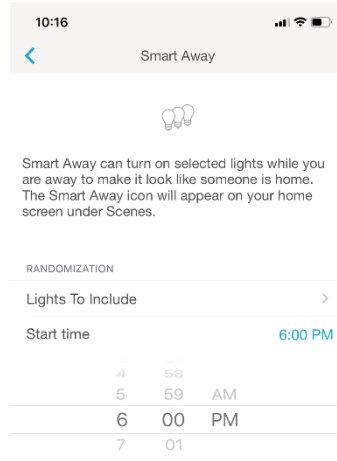 10:16
Smart Away
Smart Away can turn on selected lights while you
are away to make it look like someone is home.
The Smart Away icon will appear on your home
screen under Scenes.
RANDOMIZATION
Lights To Include
Start time 6:00 PM
4 58
5 59 AM
6 00 PM
7 01